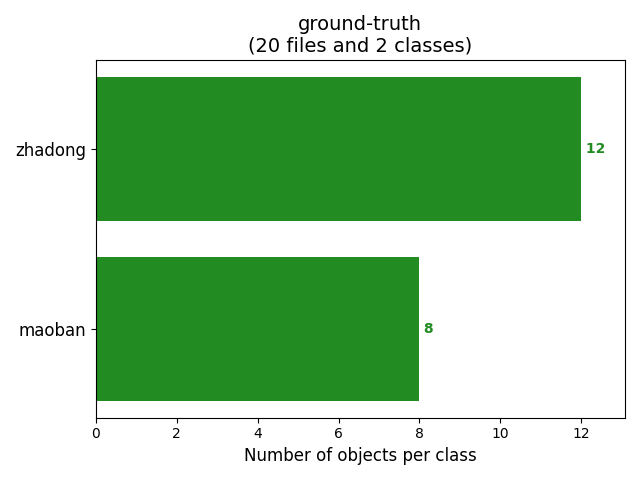 ground-truth
(20 files and 2 classes)
zhadong
12
maoban
8
0 2 4 6 8 10 12
Number of objects per class